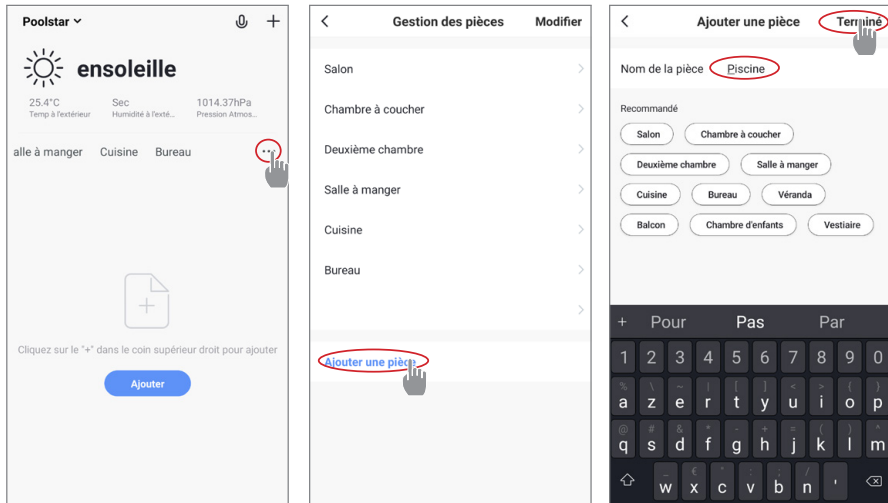 Poolstar
ensoleille
25.4°C Sec 1014.37hPa
Temp à l'extérieur Humidité à l'exté... Pression Atmos...
alle à manger Cuisine Bureau ...
Cliquez sur le "+" dans le coin supérieur droit pour ajouter
Ajouter
Gestion des pièces Modifier
Salon
Chambre à coucher
Deuxième chambre
Salle à manger
Cuisine
Bureau
Ajouter une pièce
Ajouter une pièce Terminé
Nom de la pièce Piscine
Recommandé
Salon Chambre à coucher
Deuxième chambre Salle à manger
Cuisine Bureau Véranda
Balcon Chambre d'enfants Vestiaire
+ Pour Pas Par
1 2 3 4 5 6 7 8 9 0
% \ ~ | [ ] < > { }
a z e r t y u i o p
@ # & * - + = ( ) ^
q s d f g h j k l m
_ € " ' : ; /
w x c v b n '